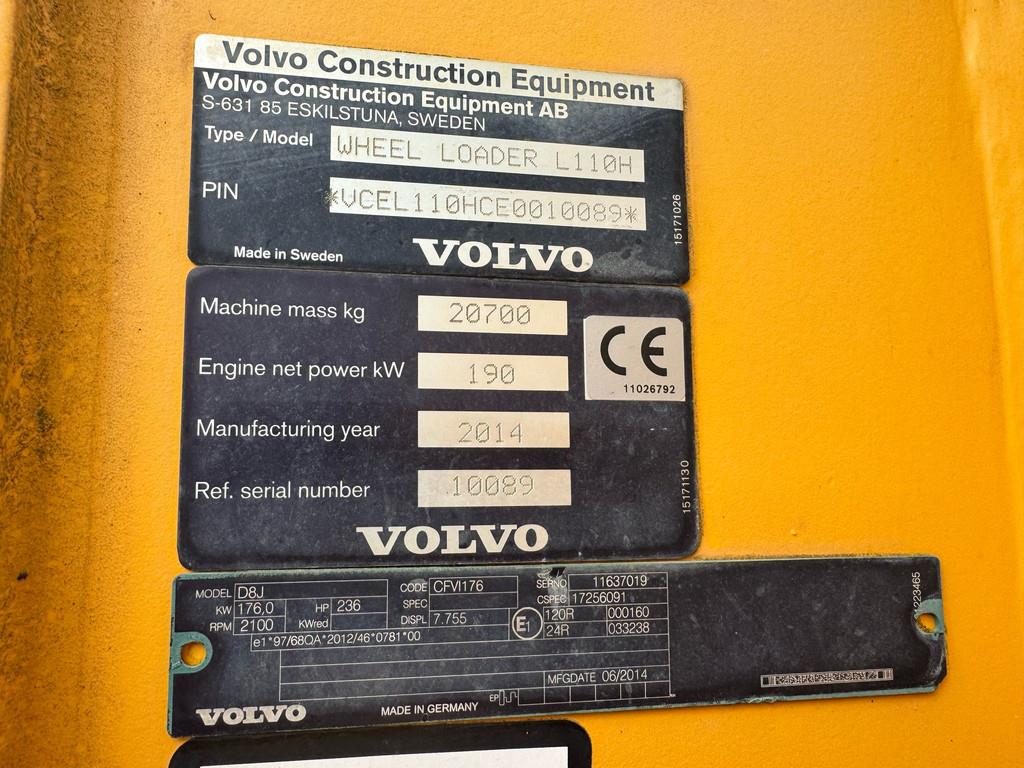 Volvo Construction Equipment
Volvo Construction Equipment AB
S-631 85 ESKILSTUNA, SWEDEN
Type / Model WHEEL LOADER L110H
PIN *VCEL110HCE0010089*
15171026
Made in Sweden VOLVO
Machine mass kg 20700
CE
11026792
Engine net power kW 190
Manufacturing year 2014
Ref. serial number 10089
15171130
VOLVO
MODEL D8J CODE CFVI176 SERNO 11637019
KW 176,0 HP 236 SPEC CSPEC 17256091
RPM 2100 KWred DISPL 7.755 E1 120R 000160
24R 033238
e1*97/68QA*2012/46*0781*00
MFGDATE 06/2014
EP
VOLVO MADE IN GERMANY